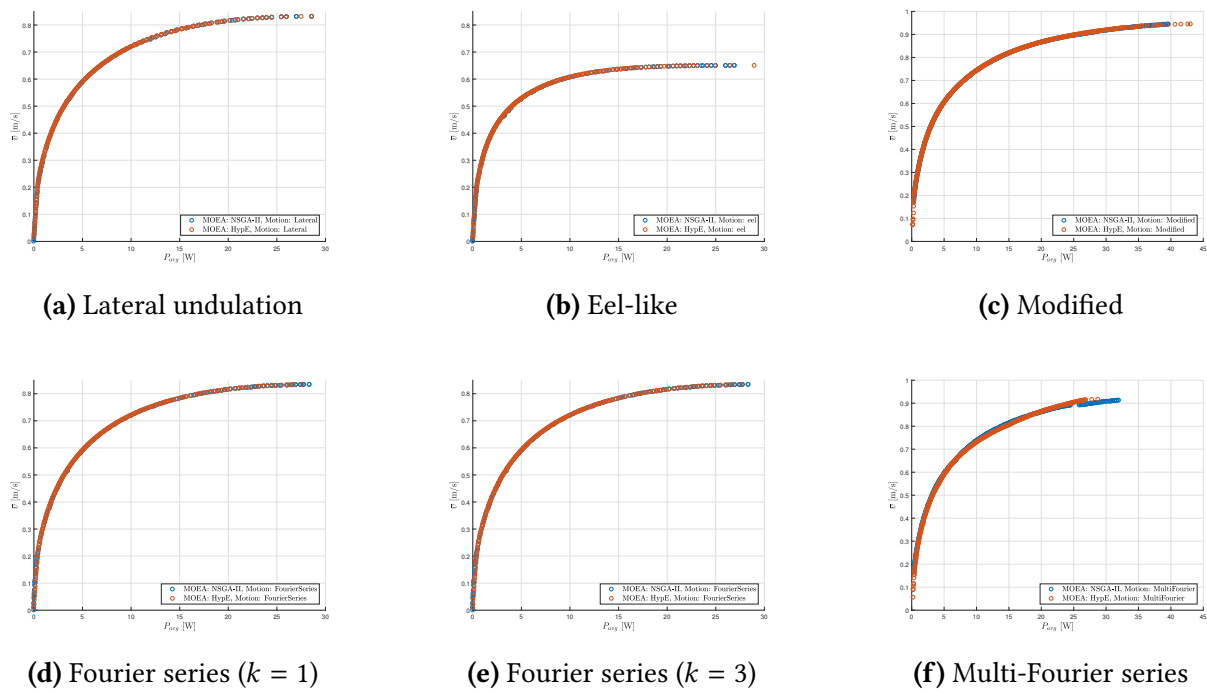 0.8
0.7
0.6
0.5
0.4
0.3
0.2
0.1
0
v̅ [m/s]
MOEA: NSGA-II, Motion: Lateral
MOEA: HypE, Motion: Lateral
0 5 10 15 20 25 30
P_avg [W]
(a) Lateral undulation
0.8
0.7
0.6
0.5
0.4
0.3
0.2
0.1
0
v̅ [m/s]
MOEA: NSGA-II, Motion: eel
MOEA: HypE, Motion: eel
0 5 10 15 20 25 30
P_avg [W]
(b) Eel-like
1
0.9
0.8
0.7
0.6
0.5
0.4
0.3
0.2
0.1
0
v̅ [m/s]
MOEA: NSGA-II, Motion: Modified
MOEA: HypE, Motion: Modified
0 5 10 15 20 25 30 35 40 45
P_avg [W]
(c) Modified
0.8
0.7
0.6
0.5
0.4
0.3
0.2
0.1
0
v̅ [m/s]
MOEA: NSGA-II, Motion: FourierSeries
MOEA: HypE, Motion: FourierSeries
0 5 10 15 20 25 30
P_avg [W]
(d) Fourier series (k = 1)
0.8
0.7
0.6
0.5
0.4
0.3
0.2
0.1
0
v̅ [m/s]
MOEA: NSGA-II, Motion: FourierSeries
MOEA: HypE, Motion: FourierSeries
0 5 10 15 20 25 30
P_avg [W]
(e) Fourier series (k = 3)
1
0.9
0.8
0.7
0.6
0.5
0.4
0.3
0.2
0.1
0
v̅ [m/s]
MOEA: NSGA-II, Motion: MultiFourier
MOEA: HypE, Motion: MultiFourier
0 5 10 15 20 25 30 35 40 45
P_avg [W]
(f) Multi-Fourier series